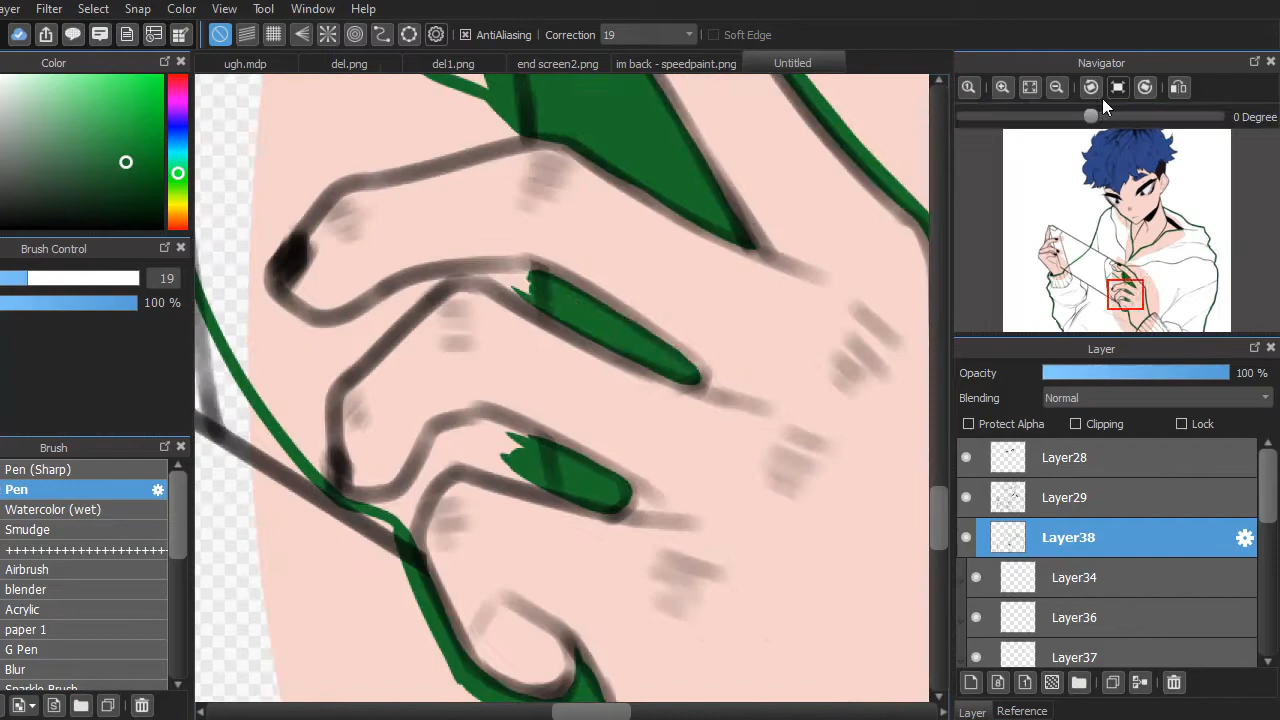 ayer Filter Select Snap Color View Tool Window Help
AntiAliasing Correction 19 Soft Edge
Color
ugh.mdp del.png del1.png end screen2.png im back - speedpaint.png Untitled
Navigator
0 Degree
Brush Control
19
100 %
Layer
Opacity 100 %
Blending Normal
Protect Alpha Clipping Lock
Brush
Pen (Sharp)
Pen
Watercolor (wet)
Smudge
+++++++++++++++++++++
Airbrush
blender
Acrylic
paper 1
G Pen
Blur
Sparkle Brush
Layer28
Layer29
Layer38
Layer34
Layer36
Layer37
Layer Reference